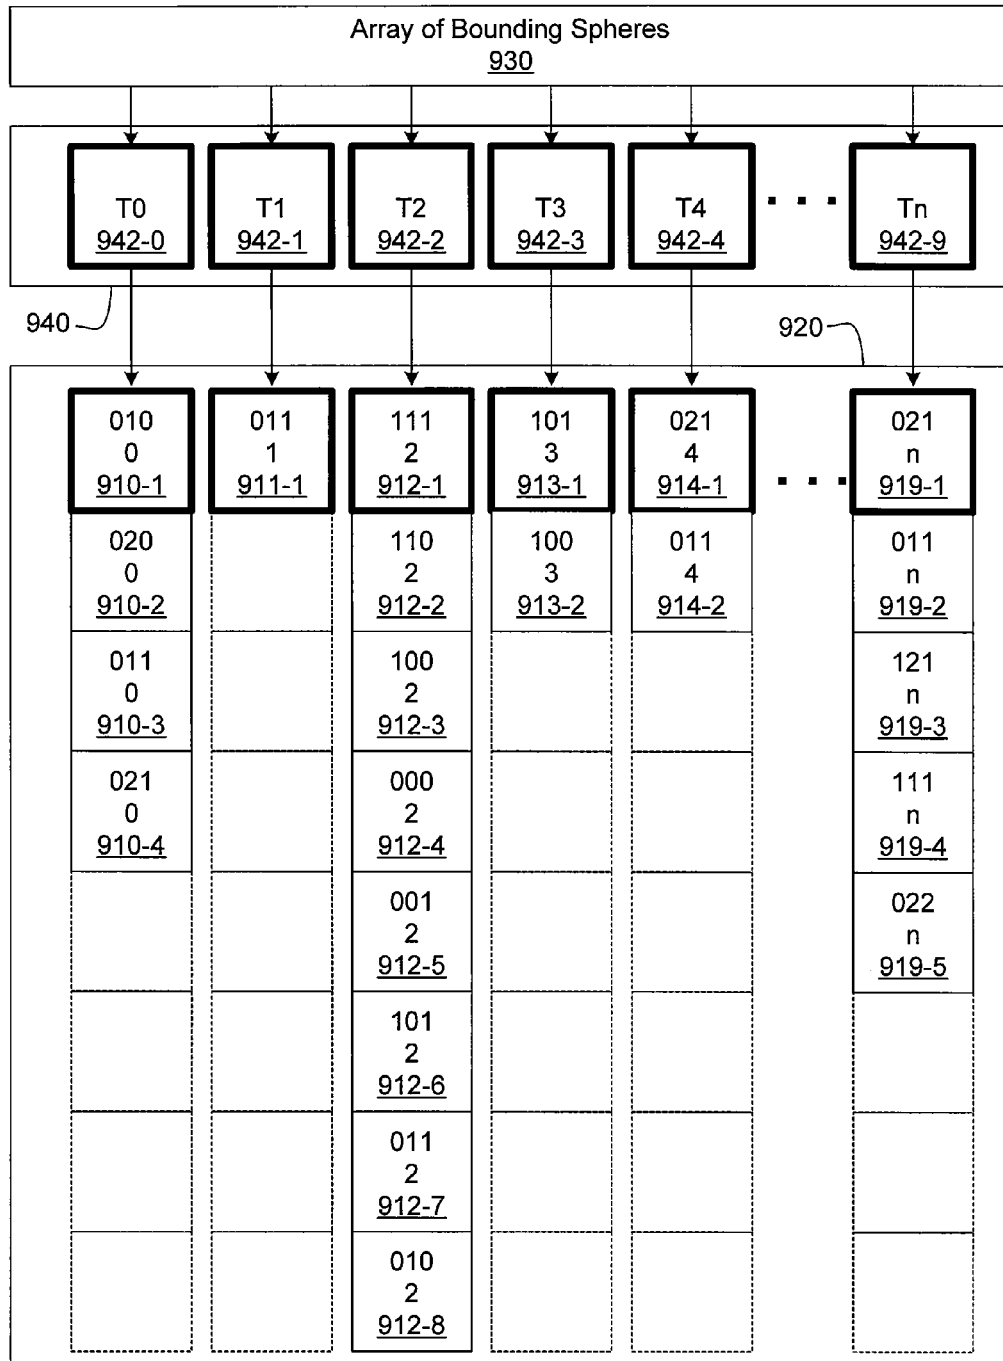 Array of Bounding Spheres
930
T0 T1 T2 T3 T4 Tn
942-0 942-1 942-2 942-3 942-4 942-9
940
920
010 011 111 101 021 021
0 1 2 3 4 n
910-1 911-1 912-1 913-1 914-1 919-1
020 110 100 011 011
0 2 3 4 n
910-2 912-2 913-2 914-2 919-2
011 100 121
0 2 n
910-3 912-3 919-3
021 000 111
0 2 n
910-4 912-4 919-4
001 022
2 n
912-5 919-5
101
2
912-6
011
2
912-7
010
2
912-8